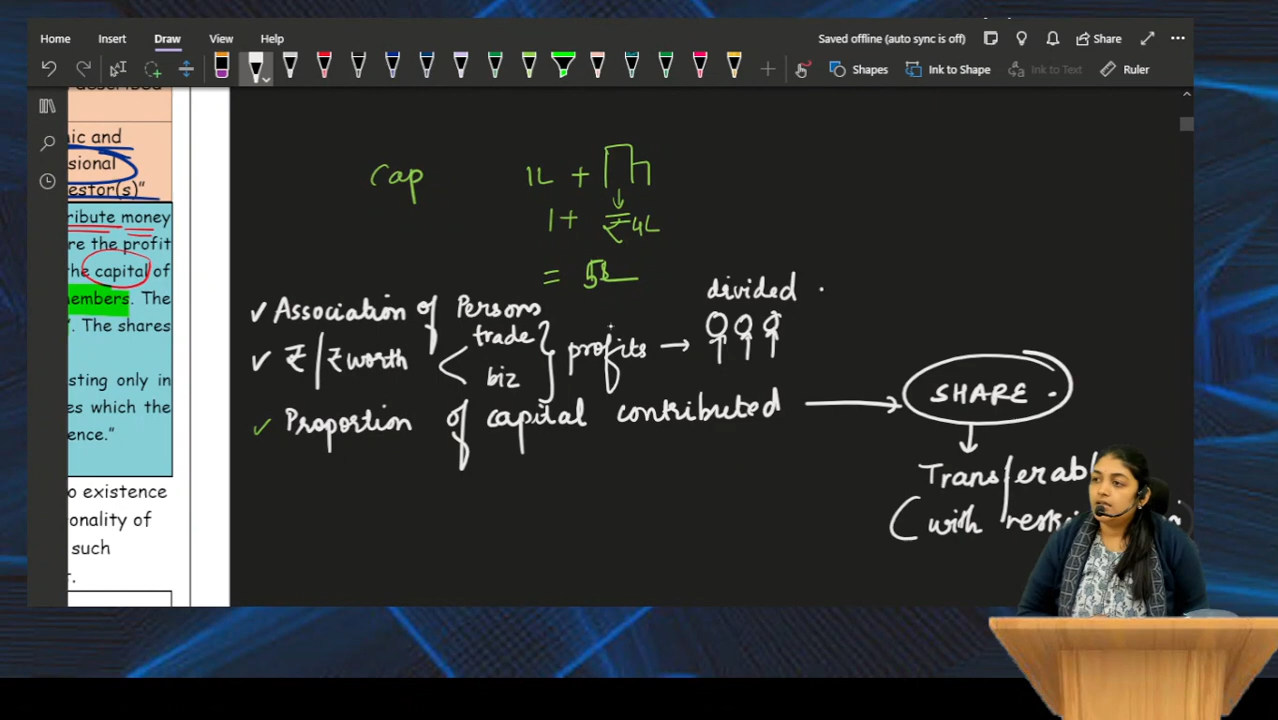 Home Insert Draw View Help Saved offline (auto sync is off) Share
Shapes Ink to Shape Ink to Text Ruler
nic and
sional
estor(s)"
ribute money
re the profit
the capital of
embers. The
". The shares
sting only in
es which the
ence."
o existence
onality of
such
r.
Cap 1L +
1 + ₹4L
= 5L
divided
✓ Association of Persons
✓ ₹/₹worth trade biz } profits →
✓ Proportion of capital contributed → SHARE
Transferab
(with